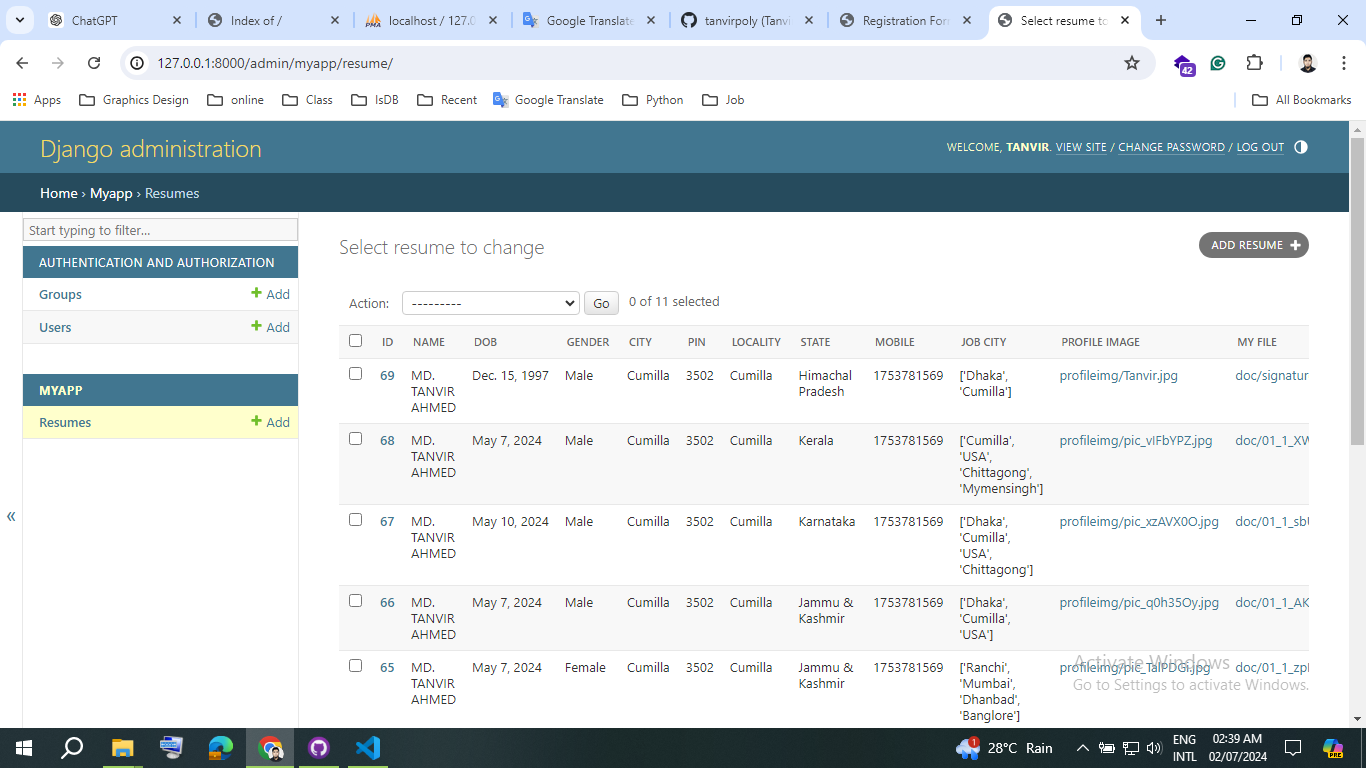 ChatGPT
Index of /
localhost / 127.0
Google Translate
tanvirpoly (Tanvi
Registration For
Select resume to
127.0.0.1:8000/admin/myapp/resume/
42
Apps
Graphics Design
online
Class
IsDB
Recent
Google Translate
Python
Job
All Bookmarks
Django administration
WELCOME, TANVIR. VIEW SITE / CHANGE PASSWORD / LOG OUT
Home › Myapp › Resumes
Start typing to filter...
AUTHENTICATION AND AUTHORIZATION
Groups + Add
Users + Add
MYAPP
Resumes + Add
«
Select resume to change
ADD RESUME +
Action: --------- Go 0 of 11 selected
ID NAME DOB GENDER CITY PIN LOCALITY STATE MOBILE JOB CITY PROFILE IMAGE MY FILE
69 MD. Dec. 15, 1997 Male Cumilla 3502 Cumilla Himachal 1753781569 ['Dhaka', profileimg/Tanvir.jpg doc/signatur
TANVIR Pradesh 'Cumilla']
AHMED
68 MD. May 7, 2024 Male Cumilla 3502 Cumilla Kerala 1753781569 ['Cumilla', profileimg/pic_vIFbYPZ.jpg doc/01_1_XW
TANVIR 'USA',
AHMED 'Chittagong',
'Mymensingh']
67 MD. May 10, 2024 Male Cumilla 3502 Cumilla Karnataka 1753781569 ['Dhaka', profileimg/pic_xzAVX0O.jpg doc/01_1_sbU
TANVIR 'Cumilla',
AHMED 'USA',
'Chittagong']
66 MD. May 7, 2024 Male Cumilla 3502 Cumilla Jammu & 1753781569 ['Dhaka', profileimg/pic_q0h35Oy.jpg doc/01_1_AK
TANVIR Kashmir 'Cumilla',
AHMED 'USA']
65 MD. May 7, 2024 Female Cumilla 3502 Cumilla Jammu & 1753781569 ['Ranchi', profileimg/pic_TalPDGi.jpg doc/01_1_zp
TANVIR Kashmir 'Mumbai',
AHMED 'Dhanbad',
'Banglore']
Activate Windows
Go to Settings to activate Windows.
1
28°C Rain
ENG
INTL
02:39 AM
02/07/2024
PRE